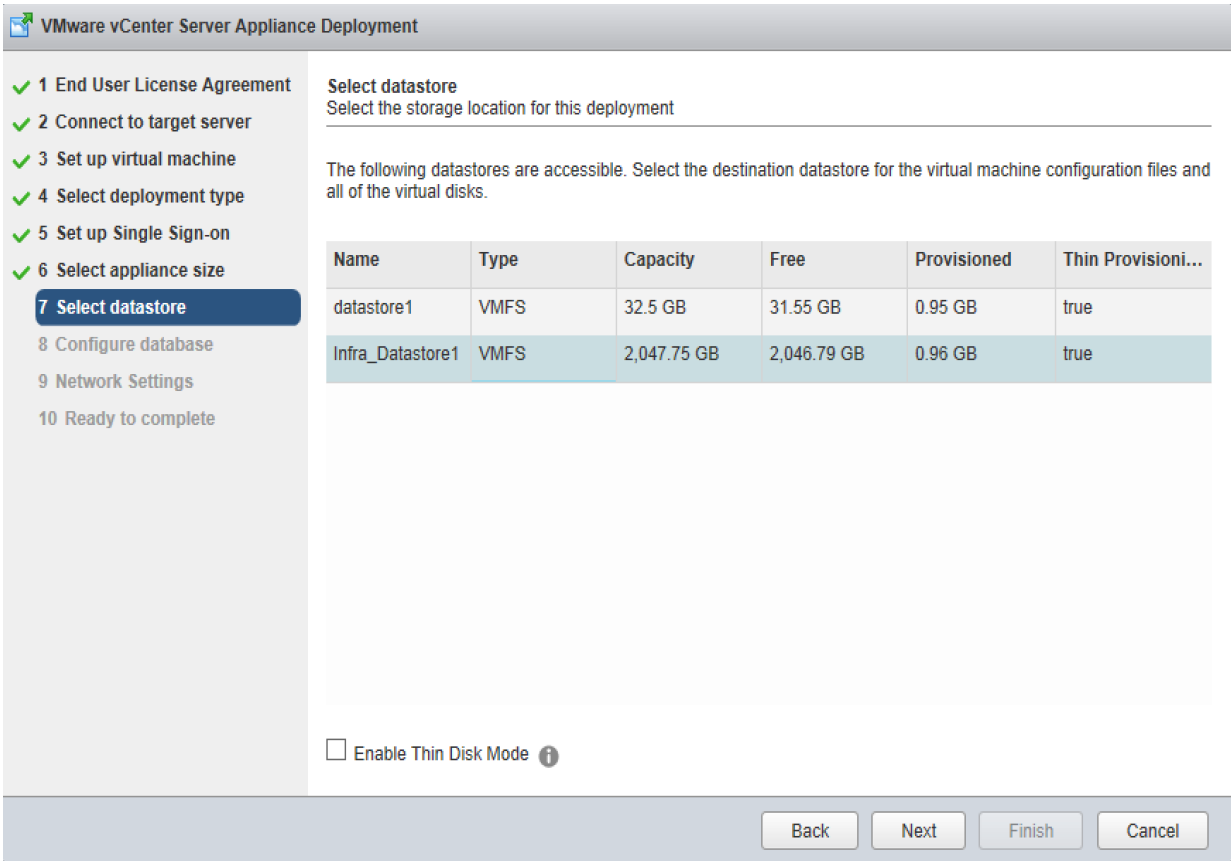 VMware vCenter Server Appliance Deployment
1 End User License Agreement
2 Connect to target server
3 Set up virtual machine
4 Select deployment type
5 Set up Single Sign-on
6 Select appliance size
7 Select datastore
8 Configure database
9 Network Settings
10 Ready to complete
Select datastore
Select the storage location for this deployment
The following datastores are accessible. Select the destination datastore for the virtual machine configuration files and
all of the virtual disks.
Name Type Capacity Free Provisioned Thin Provisioni...
datastore1 VMFS 32.5 GB 31.55 GB 0.95 GB true
Infra_Datastore1 VMFS 2,047.75 GB 2,046.79 GB 0.96 GB true
Enable Thin Disk Mode
Back Next Finish Cancel